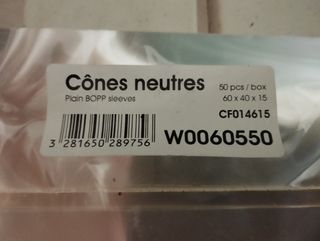 Cônes neutres
Plain BOPP sleeves
50 pcs / box
60 x 40 x 15
CF014615
3 281650 289756
W0060550